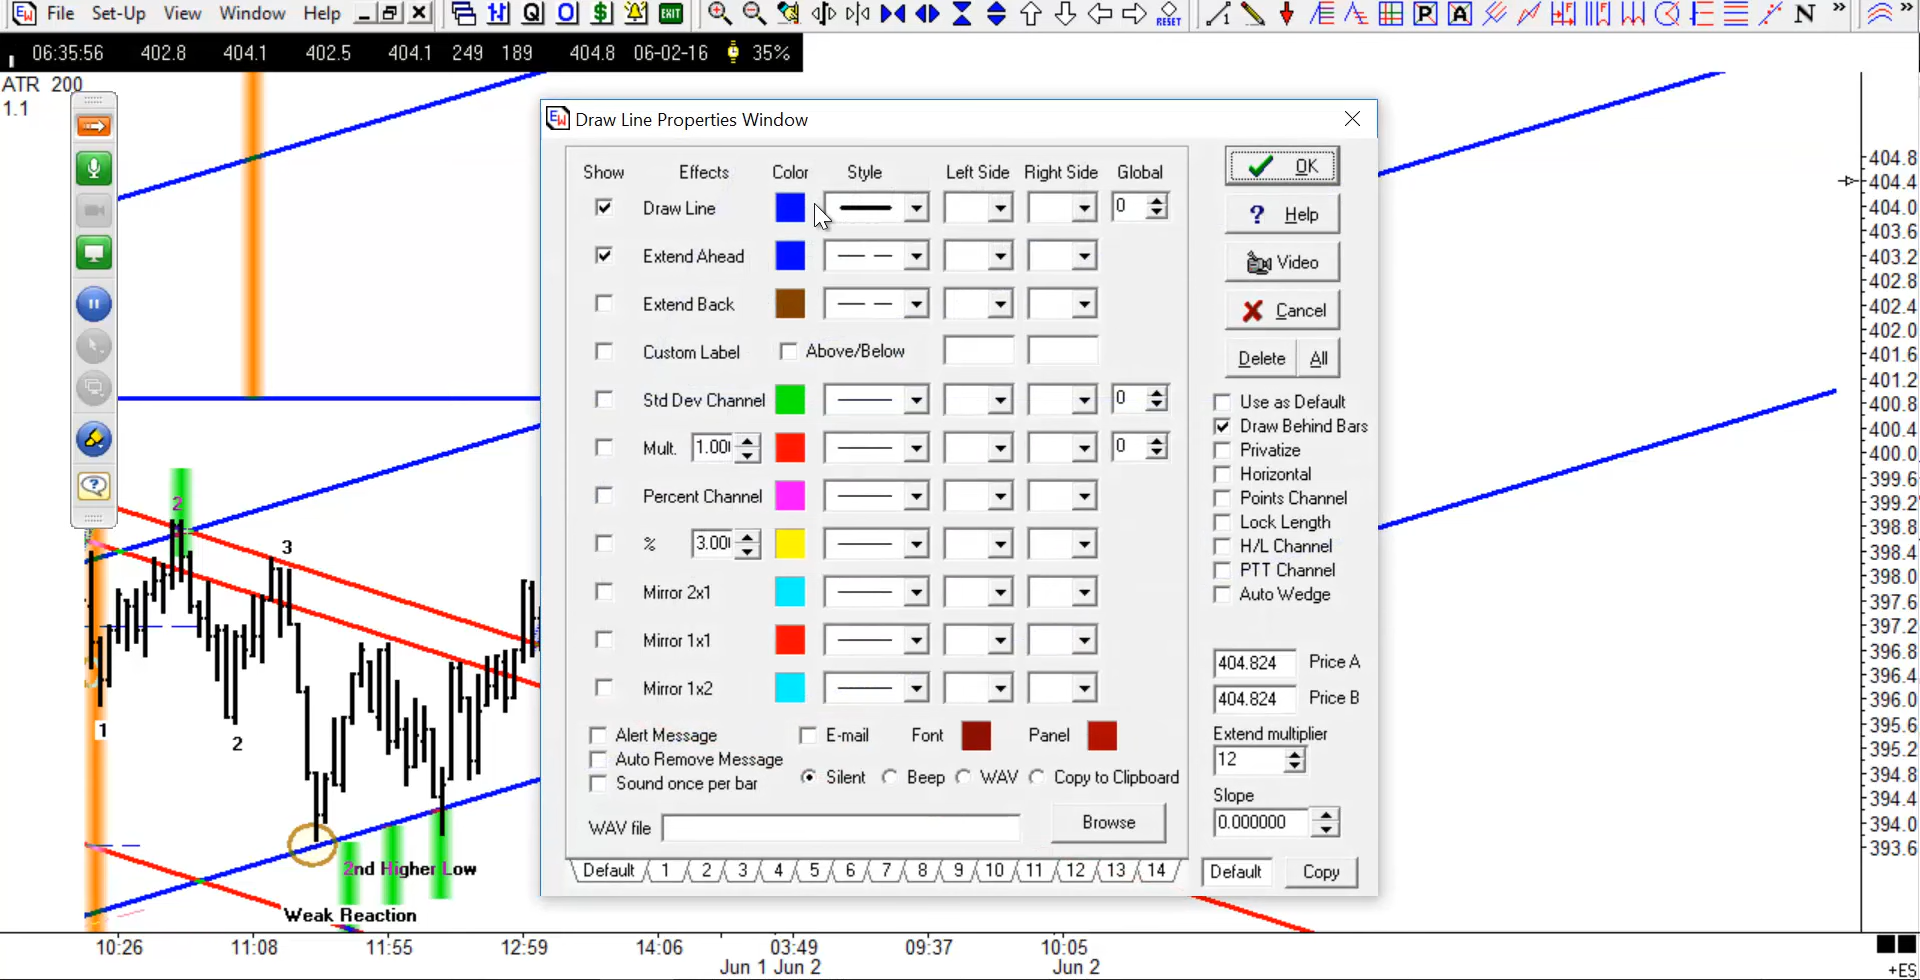 File Set-Up View Window Help
EXIT
RESET
P A N
06:35:56 402.8 404.1 402.5 404.1 249 189 404.8 06-02-16 35%
ATR 200
1.1
Draw Line Properties Window
Show Effects Color Style Left Side Right Side Global
Draw Line 0
Extend Ahead
Extend Back
Custom Label Above/Below
Std Dev Channel 0
Mult. 1.00 0
Percent Channel
% 3.00
Mirror 2x1
Mirror 1x1
Mirror 1x2
Alert Message E-mail Font Panel
Auto Remove Message
Silent Beep WAV Copy to Clipboard
Sound once per bar
WAV file Browse
Default 1 2 3 4 5 6 7 8 9 10 11 12 13 14
OK
Help
Video
Cancel
Delete All
Use as Default
Draw Behind Bars
Privatize
Horizontal
Points Channel
Lock Length
H/L Channel
PTT Channel
Auto Wedge
404.824 Price A
404.824 Price B
Extend multiplier
12
Slope
0.000000
Default Copy
2
3
1
2
2nd Higher Low
Weak Reaction
404.8
404.4
404.0
403.6
403.2
402.8
402.4
402.0
401.6
401.2
400.8
400.4
400.0
399.6
399.2
398.8
398.4
398.0
397.6
397.2
396.8
396.4
396.0
395.6
395.2
394.8
394.4
394.0
393.6
10:26 11:08 11:55 12:59 14:06 03:49 09:37 10:05
Jun 1 Jun 2 Jun 2
+ES